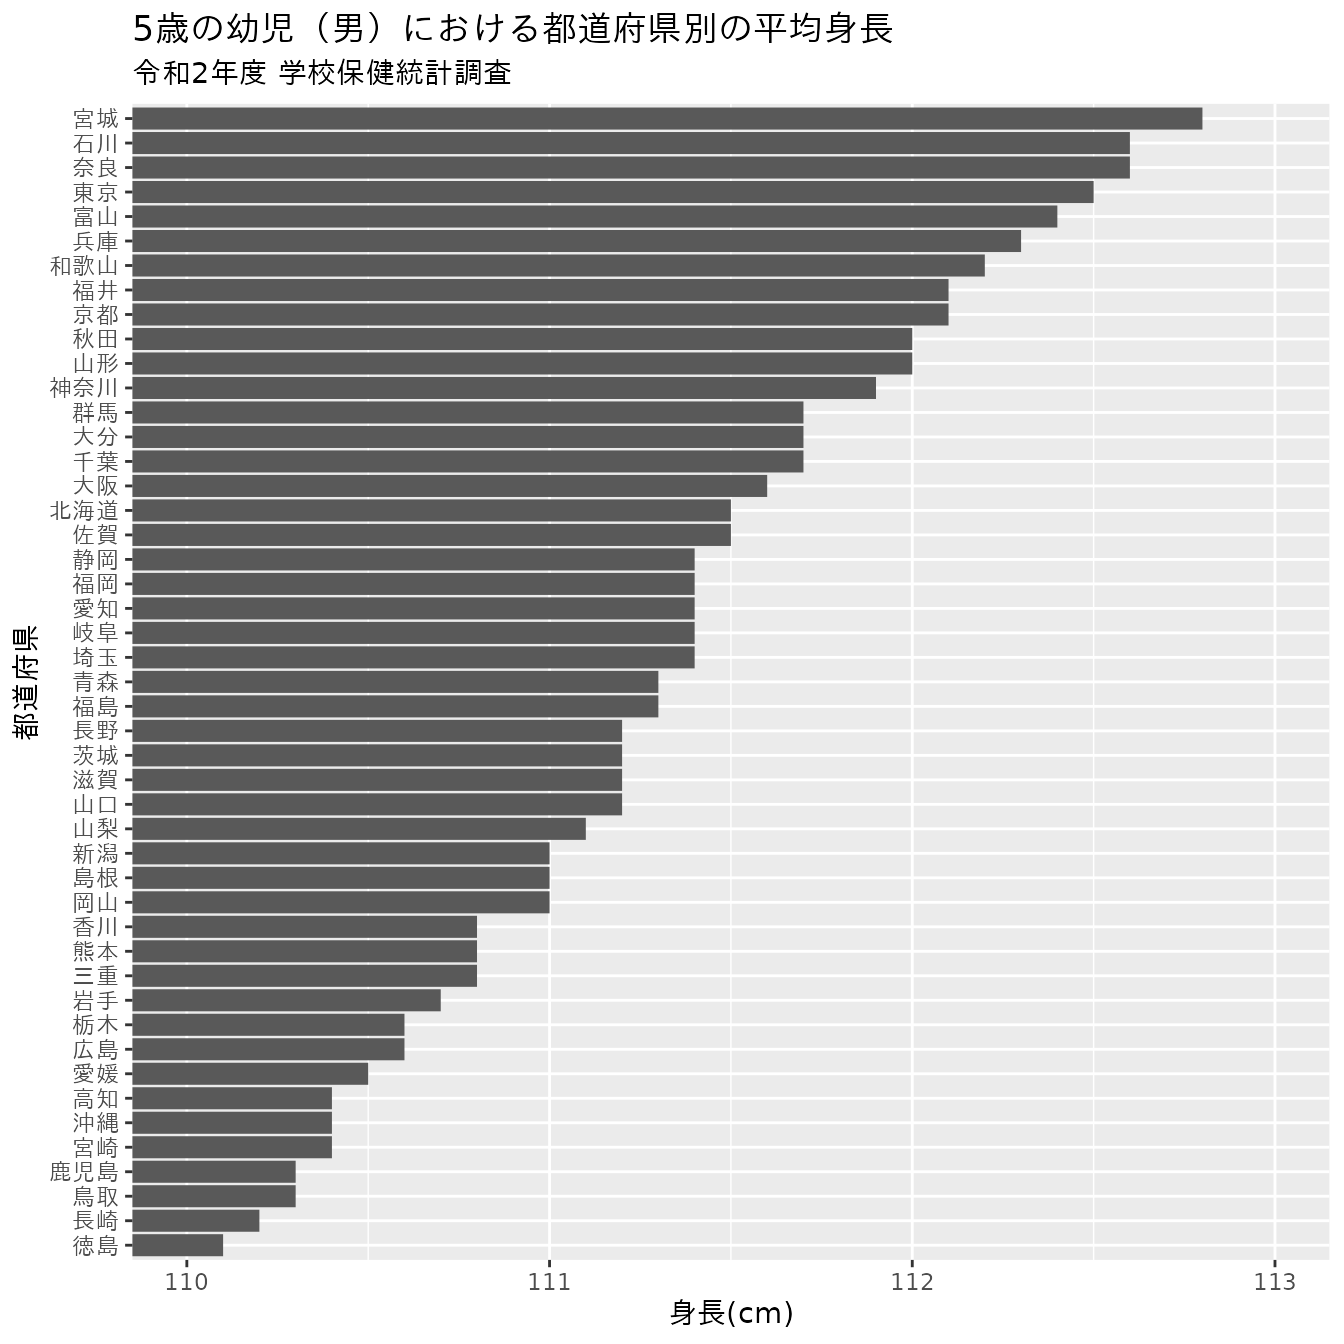 5歳の幼児（男）における都道府県別の平均身長
令和2年度 学校保健統計調査
都道府県
宮城
石川
奈良
東京
富山
兵庫
和歌山
福井
京都
秋田
山形
神奈川
群馬
大分
千葉
大阪
北海道
佐賀
静岡
福岡
愛知
岐阜
埼玉
青森
福島
長野
茨城
滋賀
山口
山梨
新潟
島根
岡山
香川
熊本
三重
岩手
栃木
広島
愛媛
高知
沖縄
宮崎
鹿児島
鳥取
長崎
徳島
110 111 112 113
身長(cm)